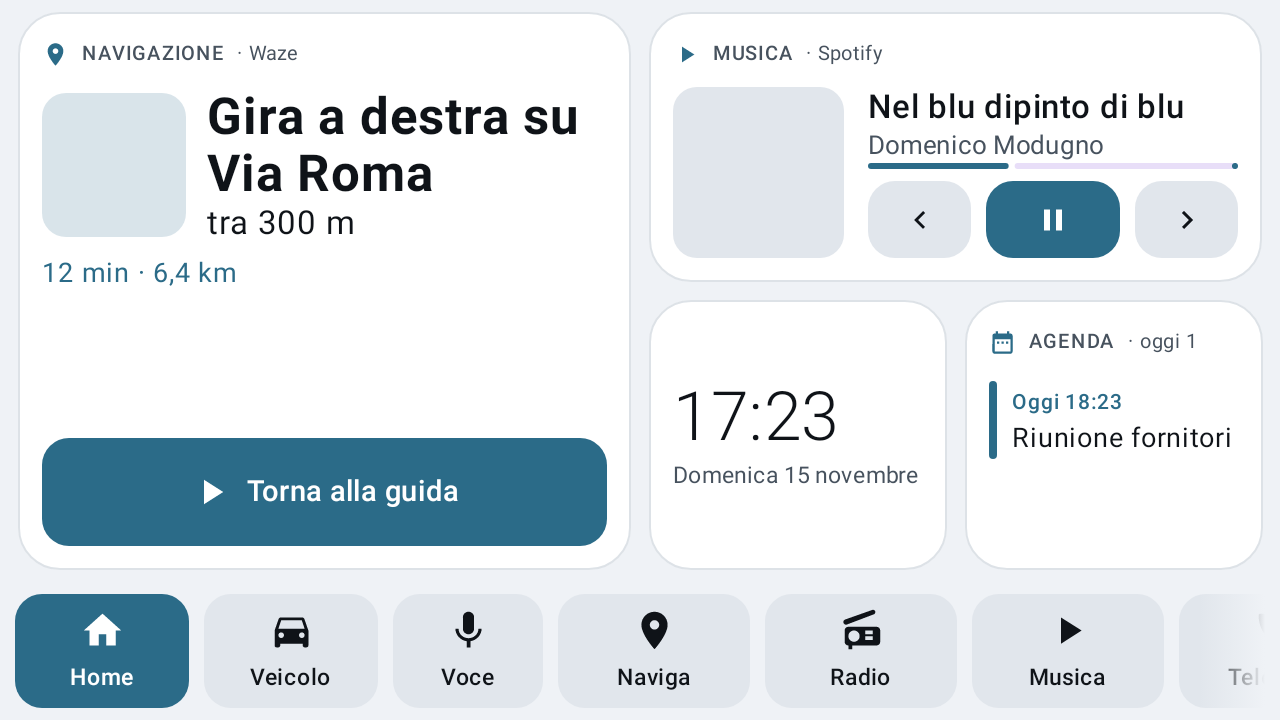 NAVIGAZIONE · Waze
Gira a destra su
Via Roma
tra 300 m
12 min · 6,4 km
Torna alla guida
MUSICA · Spotify
Nel blu dipinto di blu
Domenico Modugno
17:23
Domenica 15 novembre
AGENDA · oggi 1
Oggi 18:23
Riunione fornitori
Home
Veicolo
Voce
Naviga
Radio
Musica